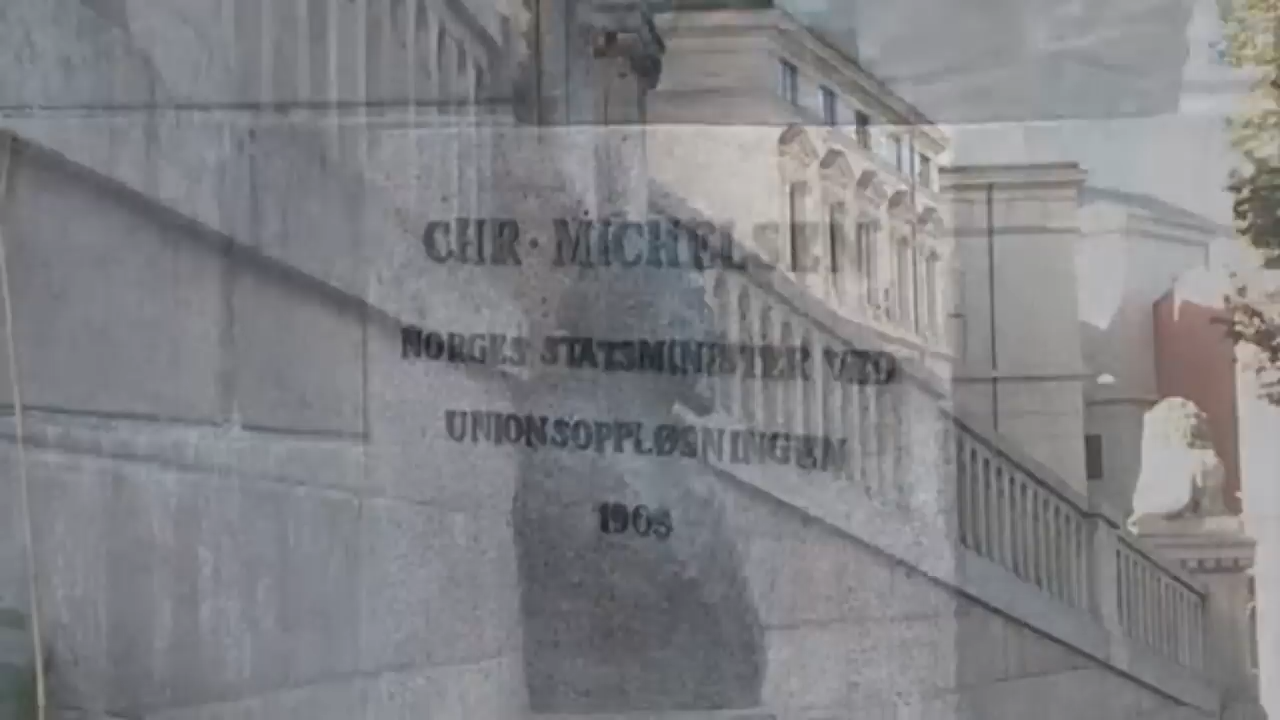 CHR · MICHELSEN
NORGES STATSMINISTER VED
UNIONSOPPLØSNINGEN
1905